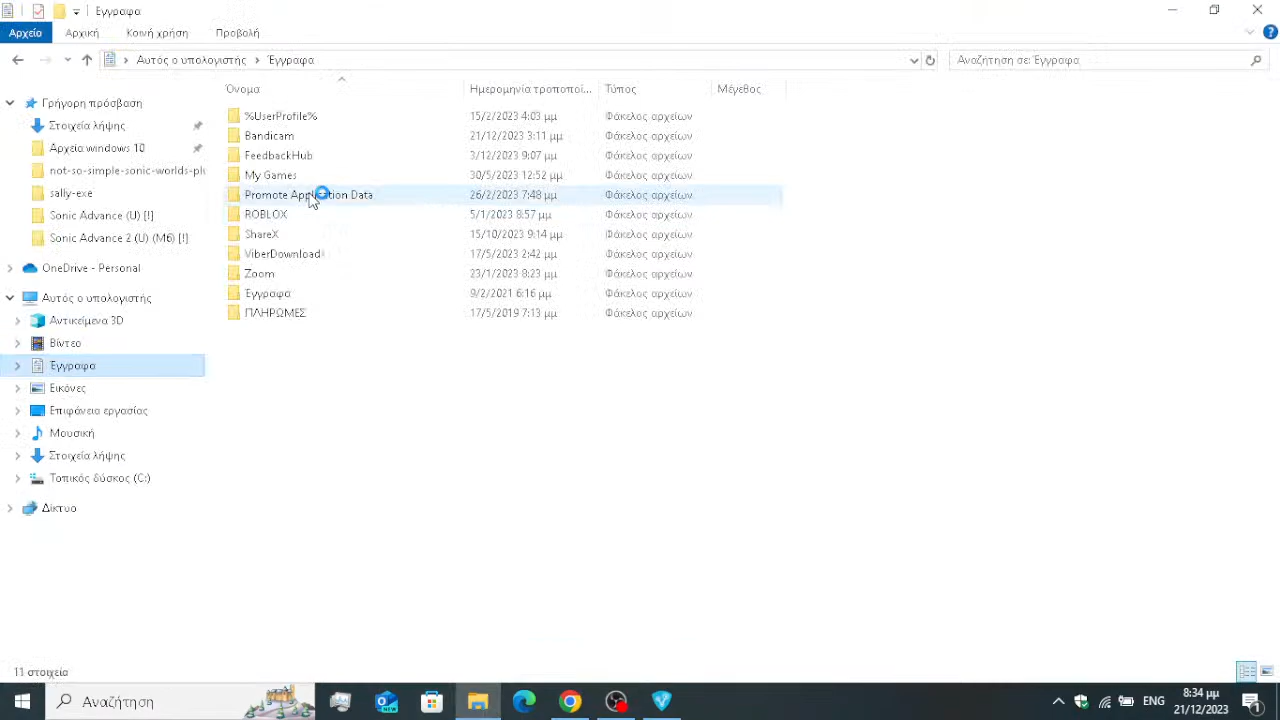 Έγγραφα
Αρχείο Αρχική Κοινή χρήση Προβολή
Αυτός ο υπολογιστής > Έγγραφα Αναζήτηση σε: Έγγραφα
Όνομα Ημερομηνία τροποποί... Τύπος Μέγεθος
Γρήγορη πρόσβαση
Στοιχεία λήψης
Αρχεία windows 10
not-so-simple-sonic-worlds-plu
sally-exe
Sonic Advance (U) [!]
Sonic Advance 2 (U) (M6) [!]
OneDrive - Personal
Αυτός ο υπολογιστής
Αντικείμενα 3D
Βίντεο
Έγγραφα
Εικόνες
Επιφάνεια εργασίας
Μουσική
Στοιχεία λήψης
Τοπικός δίσκος (C:)
Δίκτυο
%UserProfile% 15/2/2023 4:03 μμ Φάκελος αρχείων
Bandicam 21/12/2023 3:11 μμ Φάκελος αρχείων
FeedbackHub 3/12/2023 9:07 μμ Φάκελος αρχείων
My Games 30/5/2023 12:52 μμ Φάκελος αρχείων
Promote Application Data 26/2/2023 7:48 μμ Φάκελος αρχείων
ROBLOX 5/1/2023 8:57 μμ Φάκελος αρχείων
ShareX 15/10/2023 9:14 μμ Φάκελος αρχείων
ViberDownloads 17/5/2023 2:42 μμ Φάκελος αρχείων
Zoom 23/1/2023 8:23 μμ Φάκελος αρχείων
Έγγραφα 9/2/2021 6:16 μμ Φάκελος αρχείων
ΠΛΗΡΩΜΕΣ 17/5/2019 7:13 μμ Φάκελος αρχείων
11 στοιχεία
Αναζήτηση
NEW
ENG
8:34 μμ
21/12/2023
1